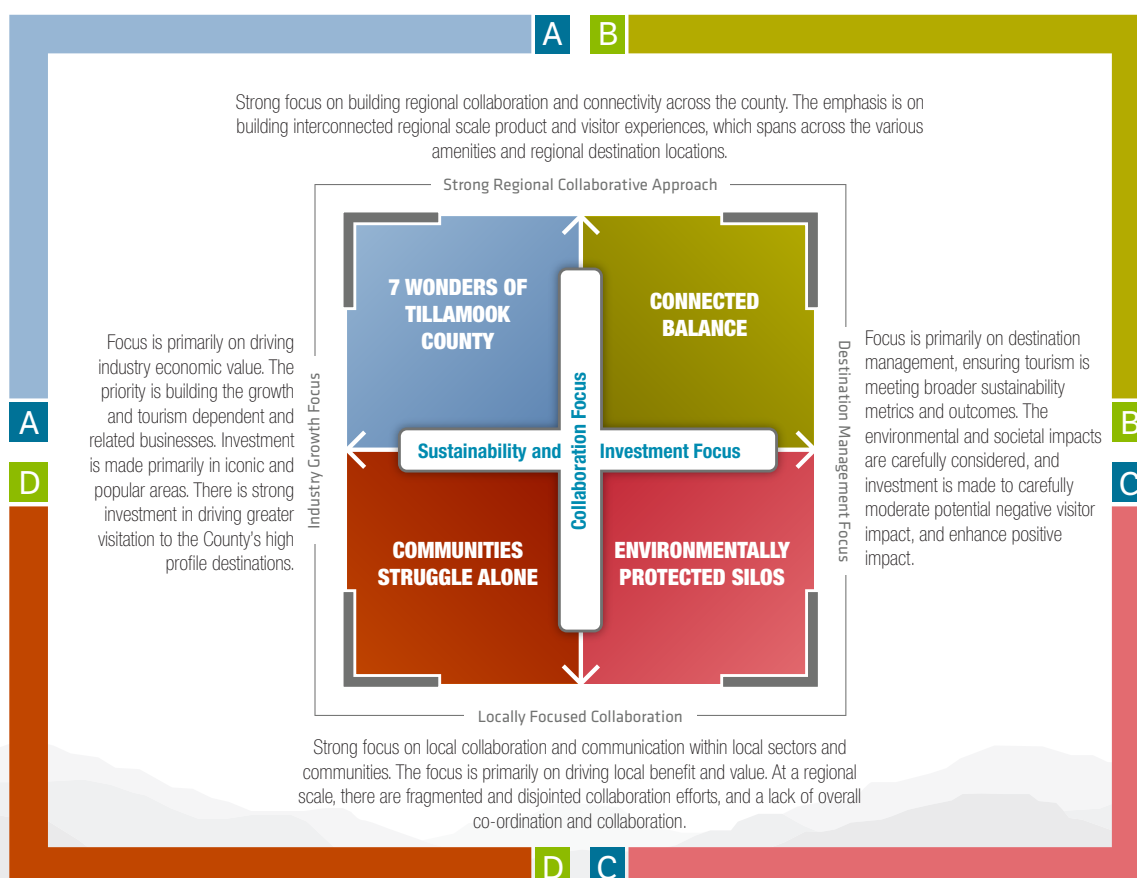 A B
Strong focus on building regional collaboration and connectivity across the county. The emphasis is on
building interconnected regional scale product and visitor experiences, which spans across the various
amenities and regional destination locations.
Strong Regional Collaborative Approach
7 WONDERS OF
TILLAMOOK
COUNTY
CONNECTED
BALANCE
Focus is primarily on driving
industry economic value. The
priority is building the growth
and tourism dependent and
related businesses. Investment
is made primarily in iconic and
popular areas. There is strong
investment in driving greater
visitation to the County's high
profile destinations.
Industry Growth Focus
Sustainability and Investment Focus
Collaboration Focus
Destination Management Focus
Focus is primarily on destination
management, ensuring tourism is
meeting broader sustainability
metrics and outcomes. The
environmental and societal impacts
are carefully considered, and
investment is made to carefully
moderate potential negative visitor
impact, and enhance positive
impact.
A
D
B
C
COMMUNITIES
STRUGGLE ALONE
ENVIRONMENTALLY
PROTECTED SILOS
Locally Focused Collaboration
Strong focus on local collaboration and communication within local sectors and
communities. The focus is primarily on driving local benefit and value. At a regional
scale, there are fragmented and disjointed collaboration efforts, and a lack of overall
co-ordination and collaboration.
D C